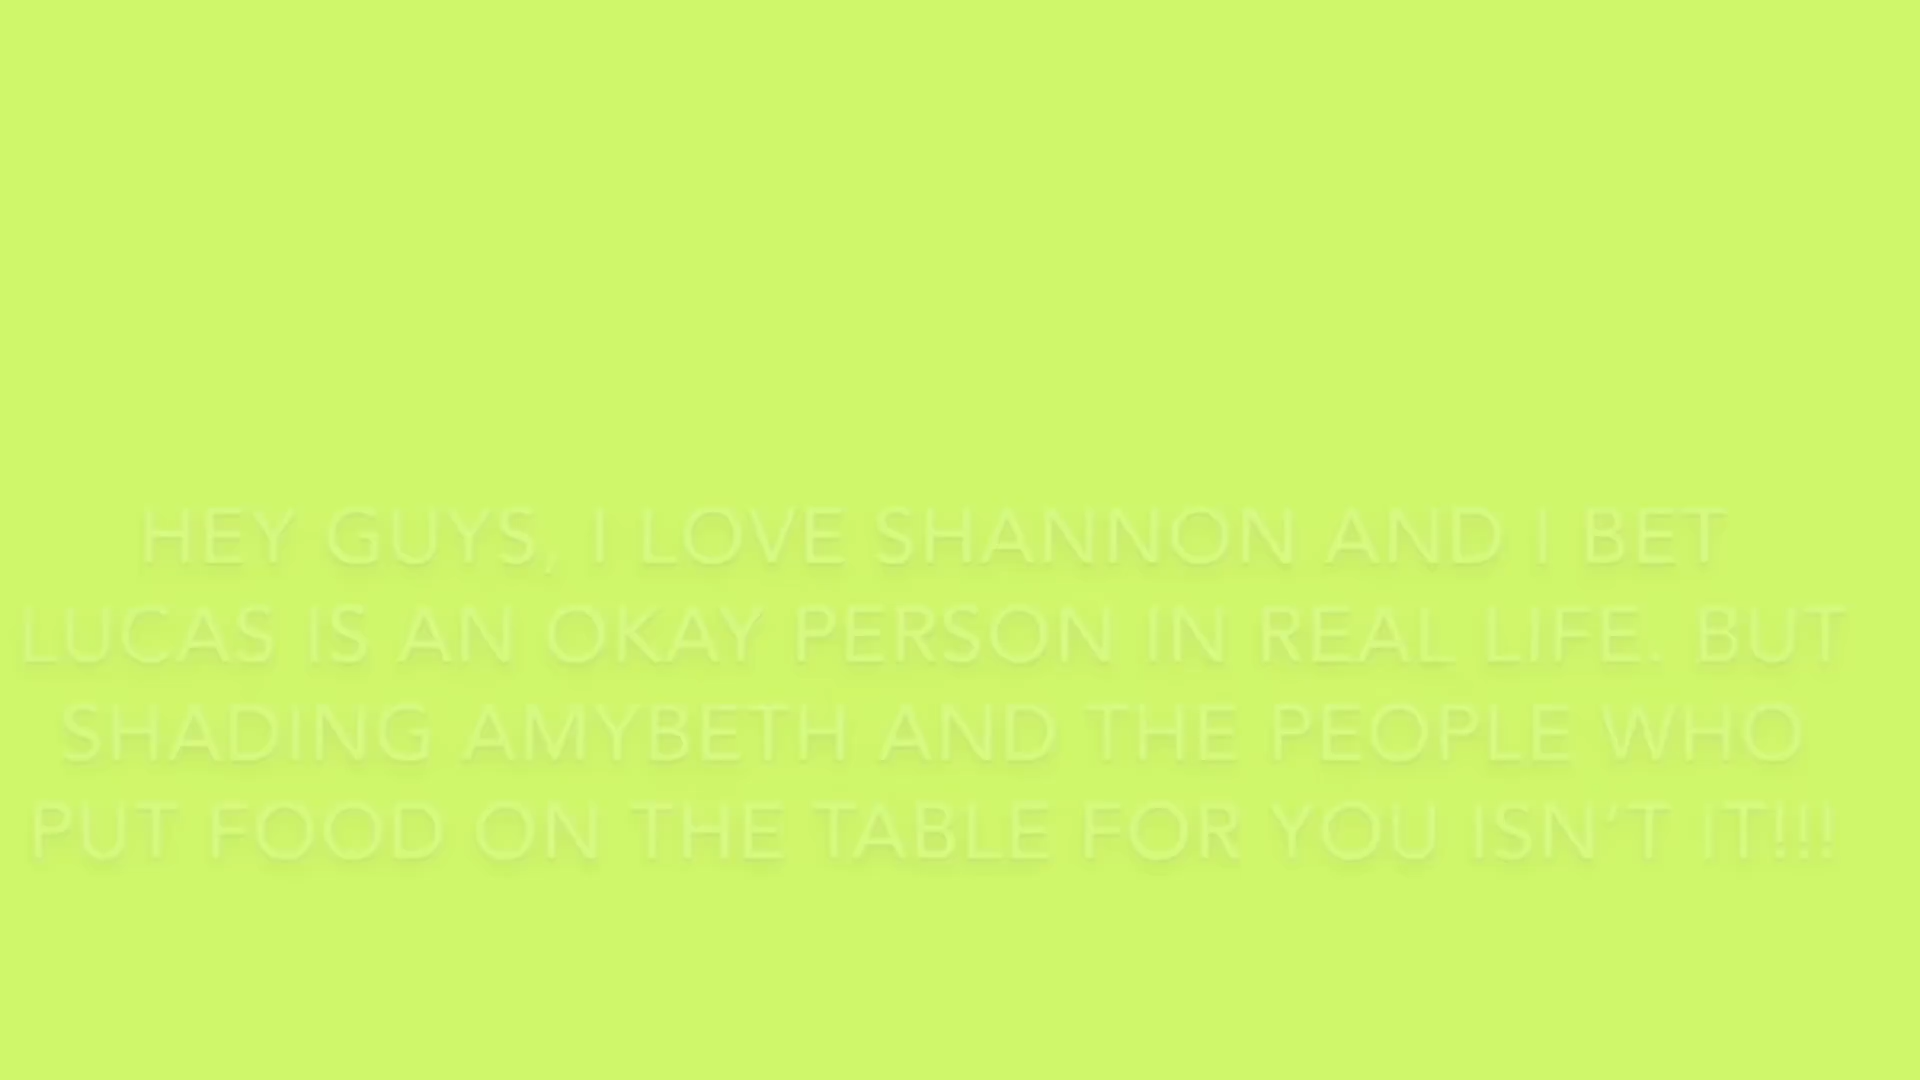 HEY GUYS, I LOVE SHANNON AND I BET
LUCAS IS AN OKAY PERSON IN REAL LIFE. BUT
SHADING AMYBETH AND THE PEOPLE WHO
PUT FOOD ON THE TABLE FOR YOU ISN’T IT!!!